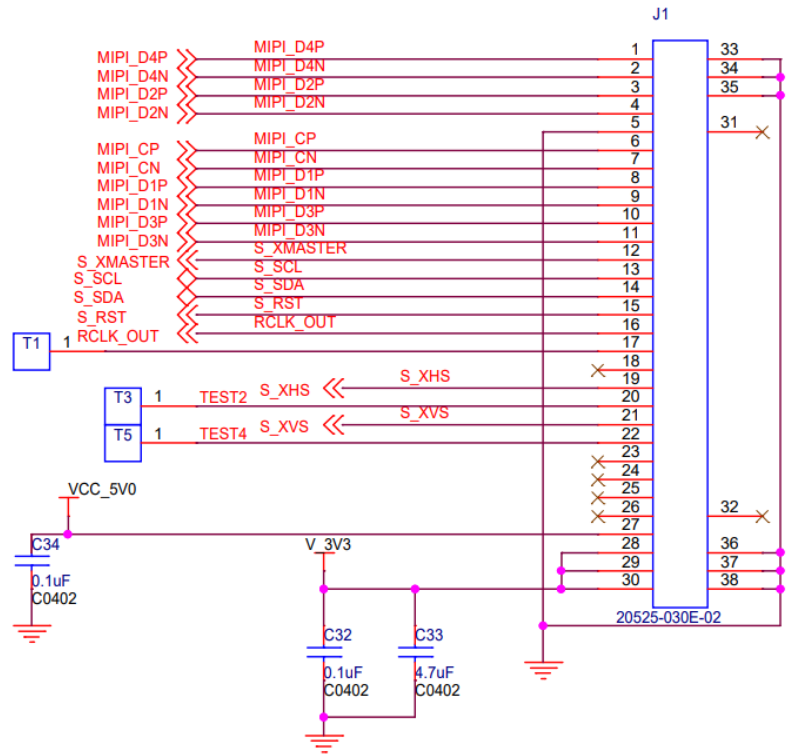 J1
MIPI_D4P MIPI_D4P 1 33
MIPI_D4N MIPI_D4N 2 34
MIPI_D2P MIPI_D2P 3 35
MIPI_D2N MIPI_D2N 4
5 31
MIPI_CP MIPI_CP 6
MIPI_CN MIPI_CN 7
MIPI_D1P MIPI_D1P 8
MIPI_D1N MIPI_D1N 9
MIPI_D3P MIPI_D3P 10
MIPI_D3N MIPI_D3N 11
S_XMASTER S_XMASTER 12
S_SCL S_SCL 13
S_SDA S_SDA 14
S_RST S_RST 15
RCLK_OUT RCLK_OUT 16
T1 1 17
18
S_XHS S_XHS 19
T3 1 TEST2 20
S_XVS S_XVS 21
T5 1 TEST4 22
23
24
25
VCC_5V0
26 32
27
C34 V_3V3 28 36
0.1uF 29 37
C0402 30 38
20525-030E-02
C32 C33
0.1uF 4.7uF
C0402 C0402